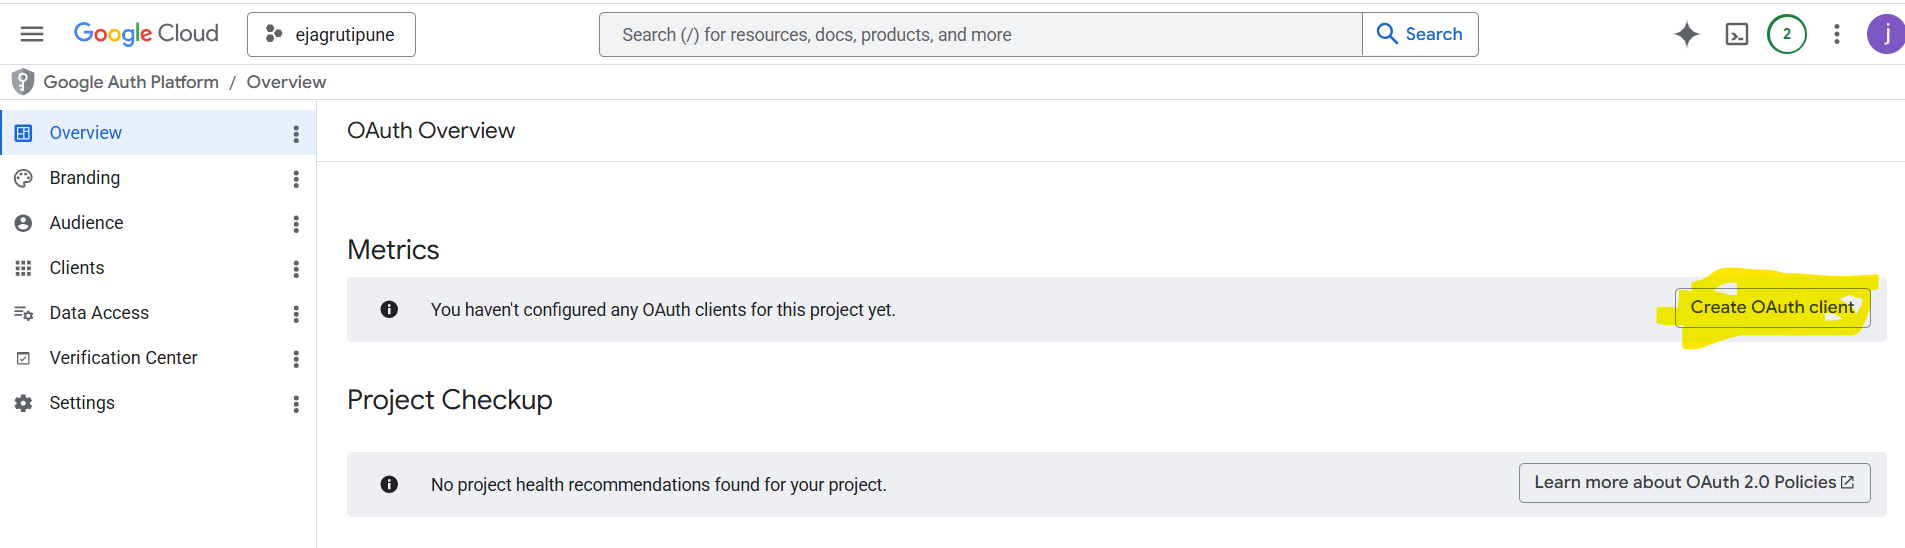 Google Cloud
ejagrutipune
Search (/) for resources, docs, products, and more
Search
2
j
Google Auth Platform / Overview
Overview
Branding
Audience
Clients
Data Access
Verification Center
Settings
OAuth Overview
Metrics
You haven't configured any OAuth clients for this project yet.
Create OAuth client
Project Checkup
No project health recommendations found for your project.
Learn more about OAuth 2.0 Policies